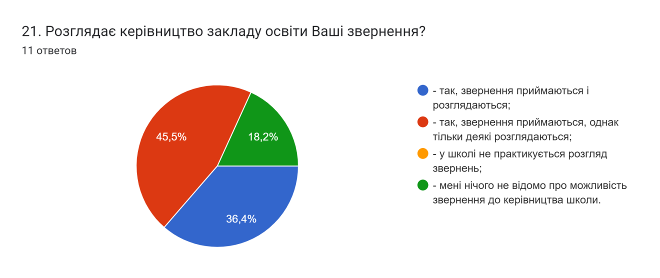 21. Розглядає керівництво закладу освіти Ваші звернення?
11 ответов
45,5%
18,2%
36,4%
- так, звернення приймаються і
розглядаються;
- так, звернення приймаються, однак
тільки деякі розглядаються;
- у школі не практикується розгляд
звернень;
- мені нічого не відомо про можливість
звернення до керівництва школи.